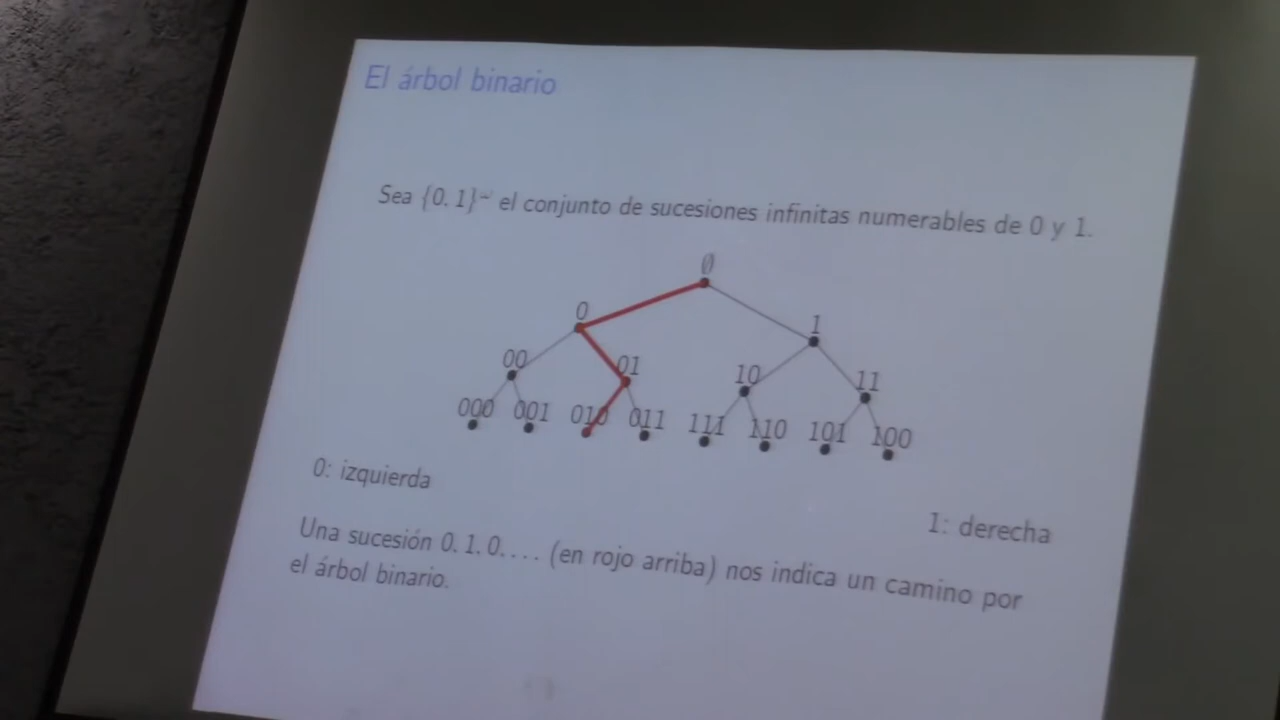 El árbol binario
Sea {0, 1}^ω el conjunto de sucesiones infinitas numerables de 0 y 1.
∅
0 1
00 01 10 11
000 001 010 011 111 110 101 100
0: izquierda
1: derecha
Una sucesión 0, 1, 0, . . . (en rojo arriba) nos indica un camino por
el árbol binario.